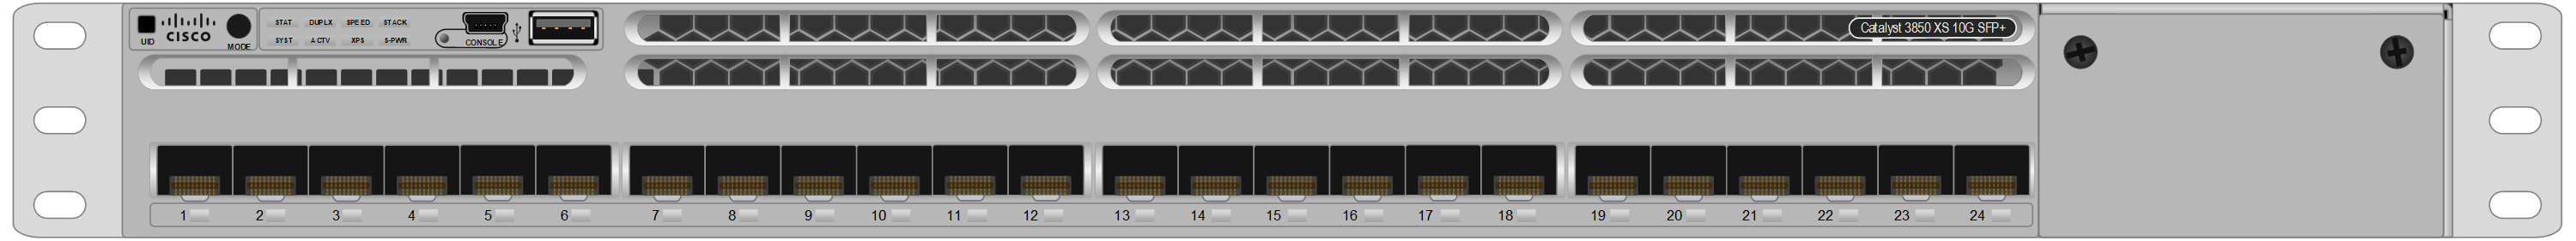 CISCO
UID
MODE
STAT DUPLX SPEED STACK
SYST ACTV XPS S-PWR
CONSOLE
Catalyst 3850 XS 10G SFP+
1 2 3 4 5 6 7 8 9 10 11 12 13 14 15 16 17 18 19 20 21 22 23 24